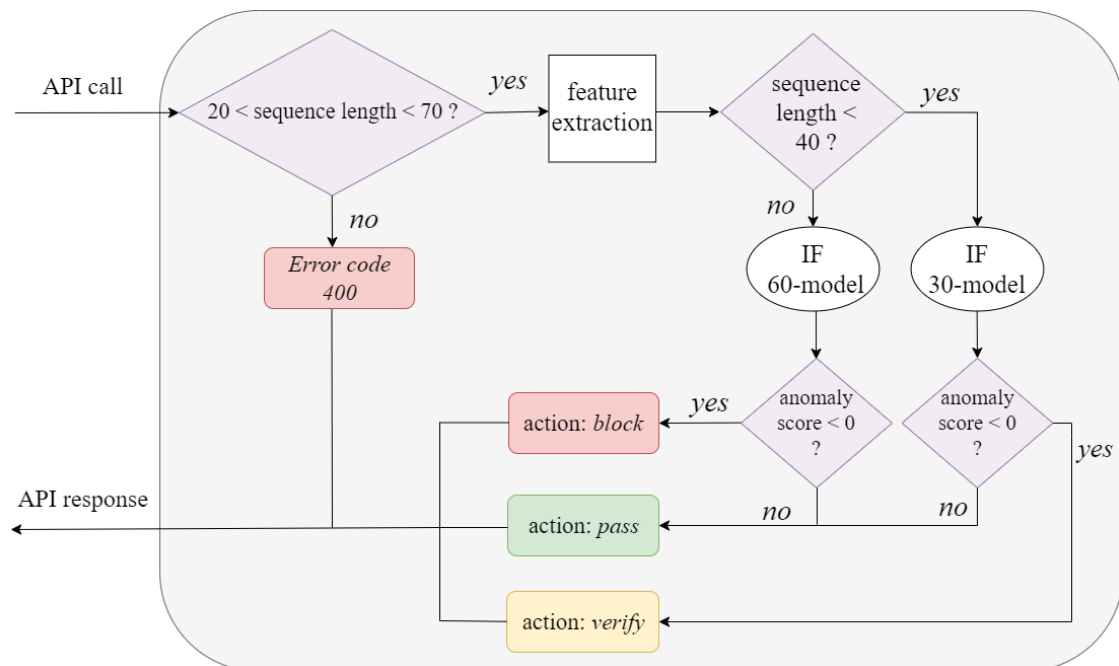 API call
20 < sequence length < 70 ?
yes
feature
extraction
sequence
length <
40 ?
yes
no
no
Error code
400
IF
60-model
IF
30-model
anomaly
score < 0
?
anomaly
score < 0
?
yes
action: block
yes
API response
action: pass
no
no
action: verify